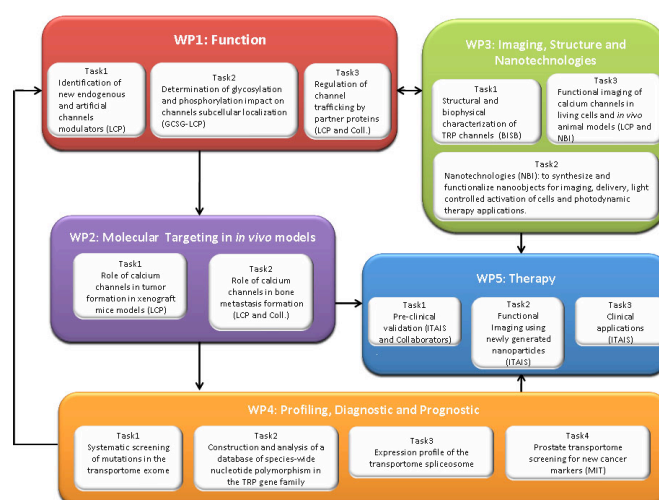 WP1: Function
Task1
Identification of
new endogenous
and artificial
channels
modulators (LCP)
Task2
Determination of glycosylation
and phosphorylation impact on
channels subcellular localization
(GCSG-LCP)
Task3
Regulation of
channel
trafficking by
partner proteins
(LCP and Coll.)
WP3: Imaging, Structure and
Nanotechnologies
Task1
Structural and
biophysical
characterization of
TRP channels (BISB)
Task3
Functional imaging of
calcium channels in
living cells and in vivo
animal models (LCP and
NBI)
Task2
Nanotechnologies (NBI): to synthesize and
functionalize nanoobjects for imaging, delivery, light
controlled activation of cells and photodynamic
therapy applications.
WP2: Molecular Targeting in in vivo models
Task1
Role of calcium
channels in tumor
formation in xenograft
mice models (LCP)
Task2
Role of calcium
channels in bone
metastasis formation
(LCP and Coll.)
WP5: Therapy
Task1
Pre-clinical
validation (ITAIS
and Collaborators)
Task2
Functional
Imaging using
newly generated
nanoparticles
(ITAIS)
Task3
Clinical
applications
(ITAIS)
WP4: Profiling, Diagnostic and Prognostic
Task1
Systematic screening
of mutations in the
transportome exome
Task2
Construction and analysis of a
database of species-wide
nucleotide polymorphism in
the TRP gene family
Task3
Expression profile of the
transportome spliceosome
Task4
Prostate transportome
screening for new cancer
markers (MIT)